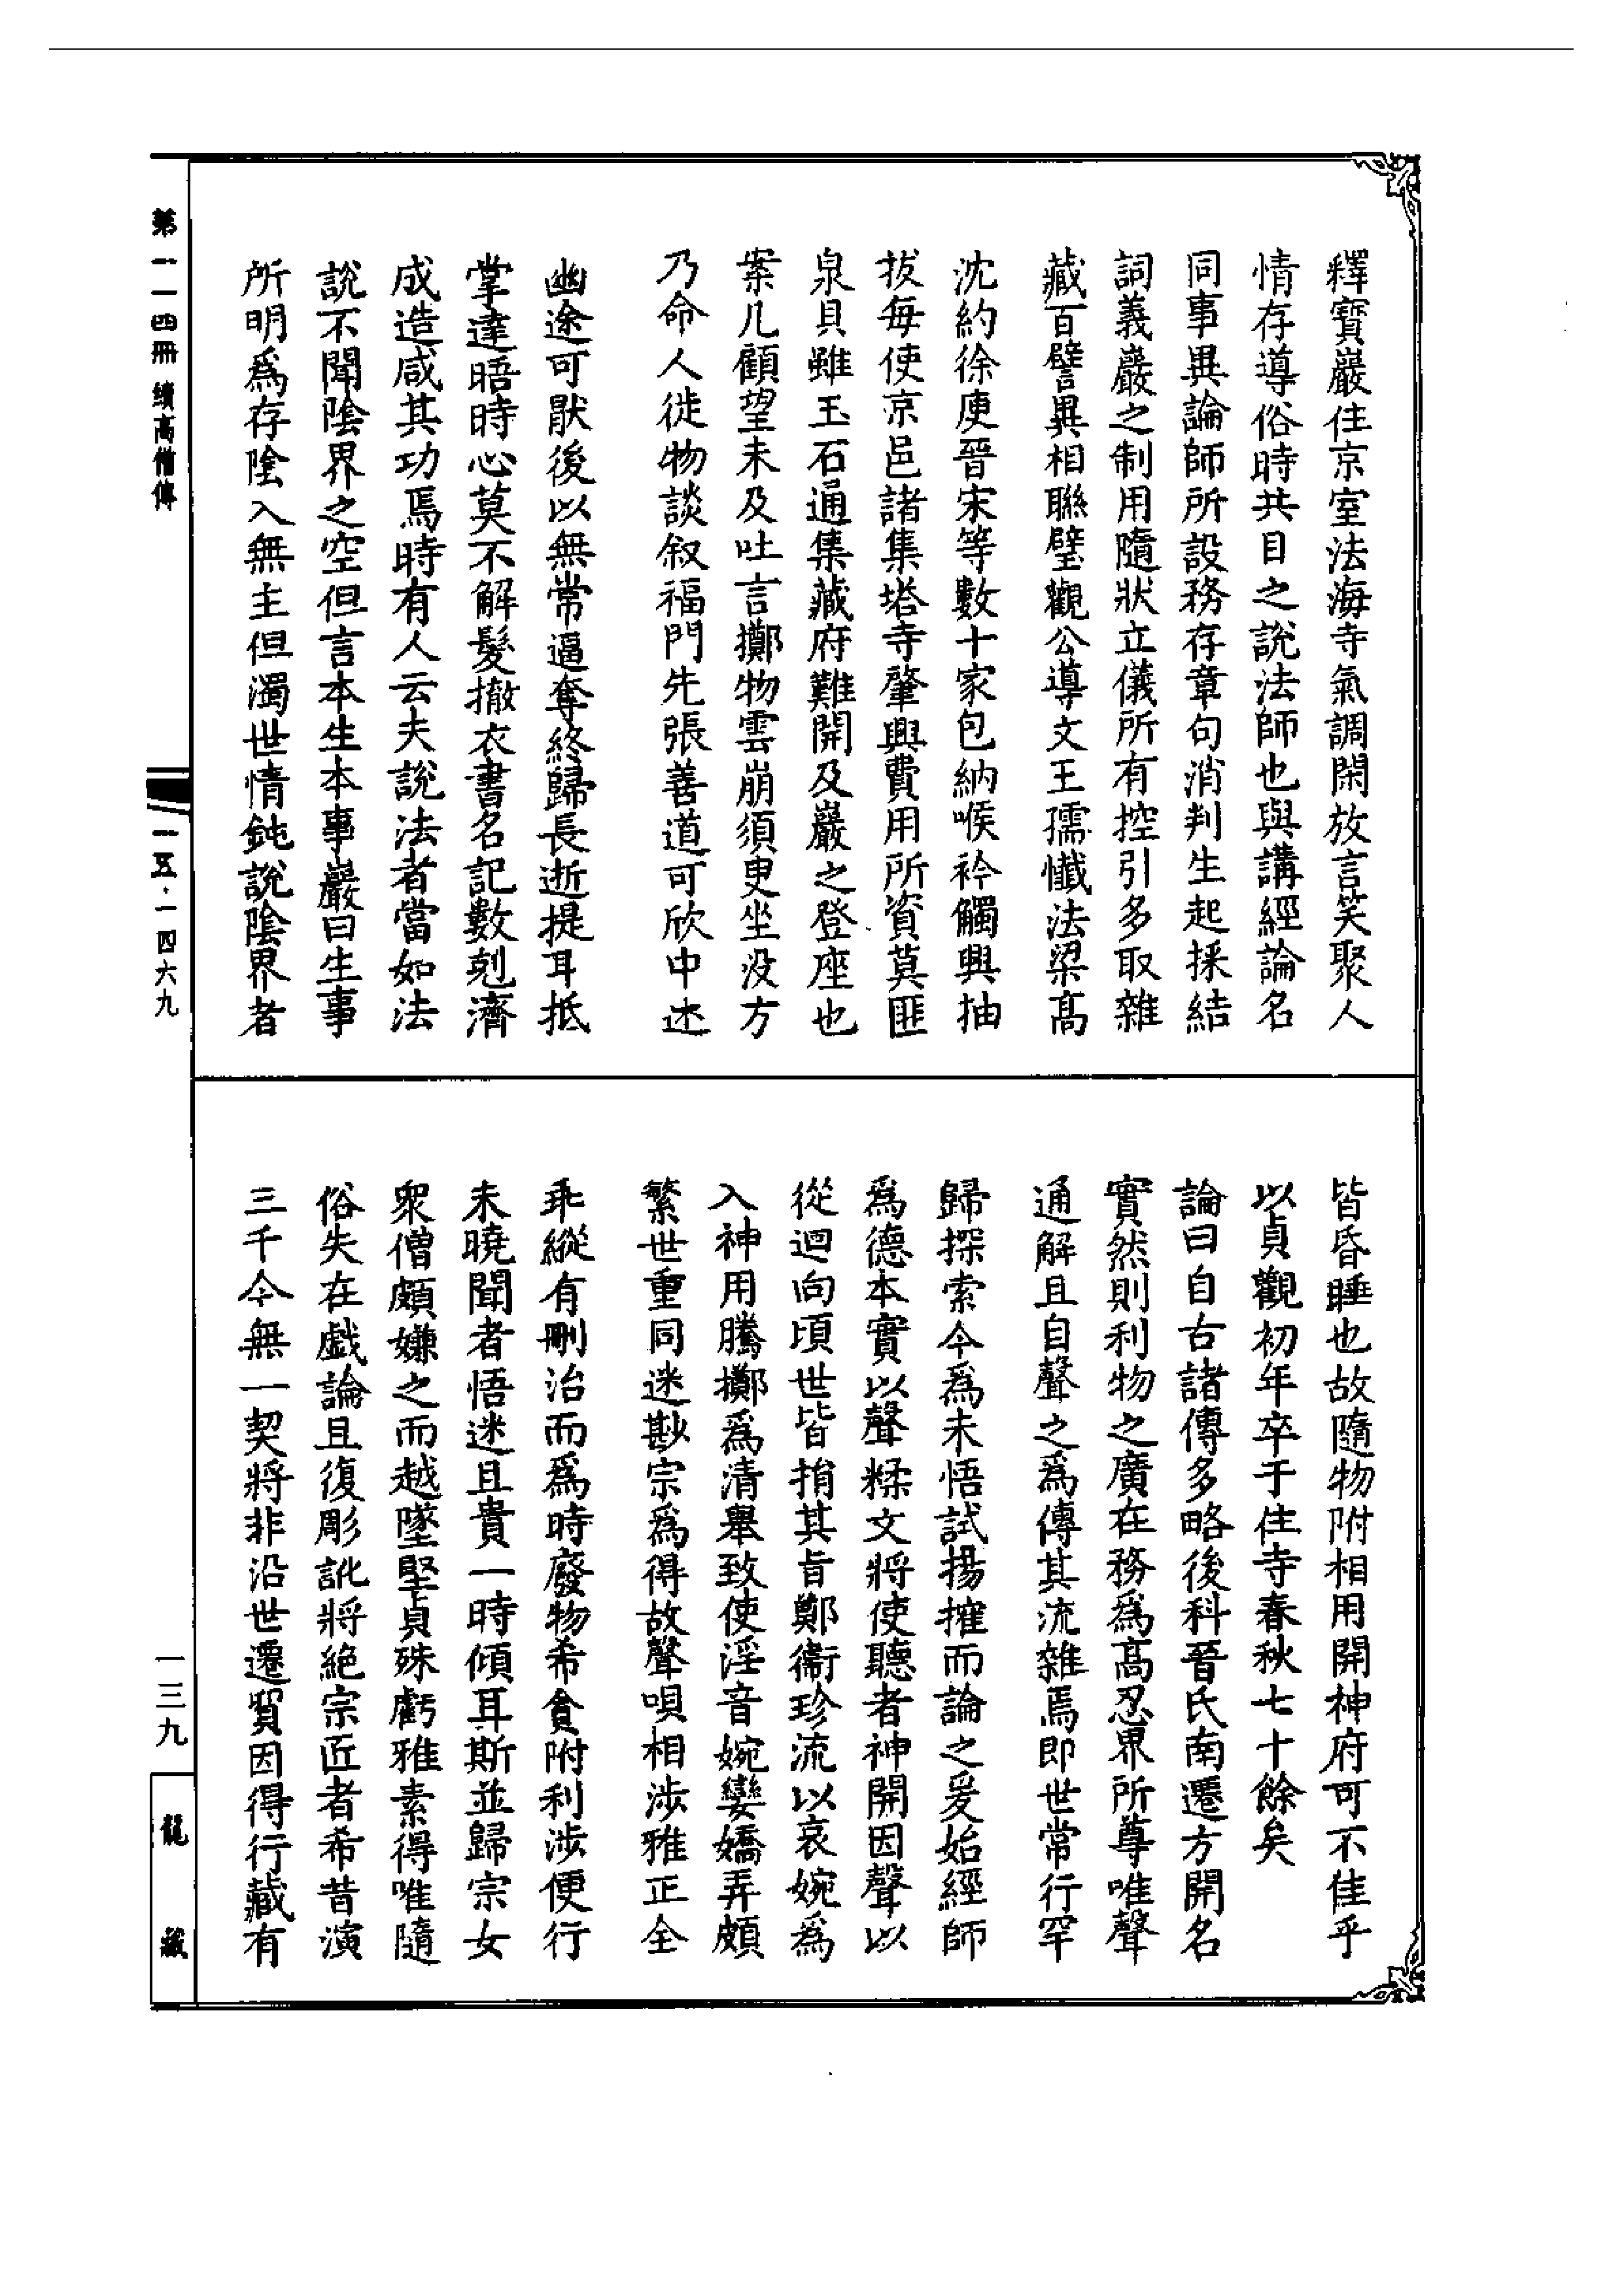 釋寶巖住京室法海寺氣調閑放言笑聚人
情存導俗時共目之說法師也與講經論名
同事異論師所設務存章句消判生起採結
詞義巖之制用隨狀立儀所有控引多取雜
藏百譬異相聯璧觀公導文王孺懺法梁高
沈約徐庾晉宋等數十家包納喉衿觸興抽
拔每使京邑諸集塔寺肇興費用所資莫匪
泉貝雖玉石通集藏府難開及巖之登座也
案几顧望未及吐言擲物雲崩須臾坐沒方
乃命人徙物談叙福門先張善道可欣中述
幽途可厭後以無常逼奪終歸長逝提耳抵
掌達晤時心莫不解髮撤衣書名記數剋濟
成造咸其功焉時有人云夫說法者當如法
說不聞陰界之空但言本生本事巖曰生事
所明爲存陰入無主但濁世情鈍說陰界者
皆昏睡也故隨物附相用開神府可不佳乎
以貞觀初年卒于住寺春秋七十餘矣
論曰自古諸傳多略後科晉氏南遷方開名
實然則利物之廣在務爲高忍界所尊唯聲
通解且自聲之爲傳其流雜焉即世常行罕
歸探索今爲未悟試揚搉而論之爰始經師
爲德本實以聲糅文將使聽者神開因聲以
從迴向頃世皆揹其旨鄭衞珍流以哀婉爲
入神用騰擲爲清舉致使淫音婉孌嬌弄頗
繁世重同迷尠宗爲得故聲唄相涉雅正全
乖縱有刪治而爲時廢物希貪附利涉便行
未曉聞者悟迷且貴一時傾耳斯並歸宗女
衆僧頗嫌之而越墜堅貞殊虧雅素得唯隨
俗失在戲論且復彫訛將絕宗匠者希昔演
三千今無一契將非沿世遷貿因得行藏有
第一一四冊 續高僧傳
一五·一四六九
一三九
龍藏